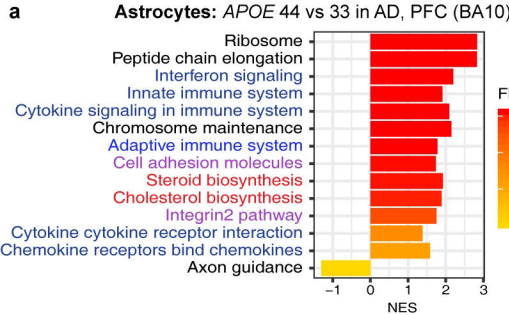 a
Astrocytes: APOE 44 vs 33 in AD, PFC (BA10)
Ribosome
Peptide chain elongation
Interferon signaling
Innate immune system
Cytokine signaling in immune system
Chromosome maintenance
Adaptive immune system
Cell adhesion molecules
Steroid biosynthesis
Cholesterol biosynthesis
Integrin2 pathway
Cytokine cytokine receptor interaction
Chemokine receptors bind chemokines
Axon guidance
−1 0 1 2 3
NES